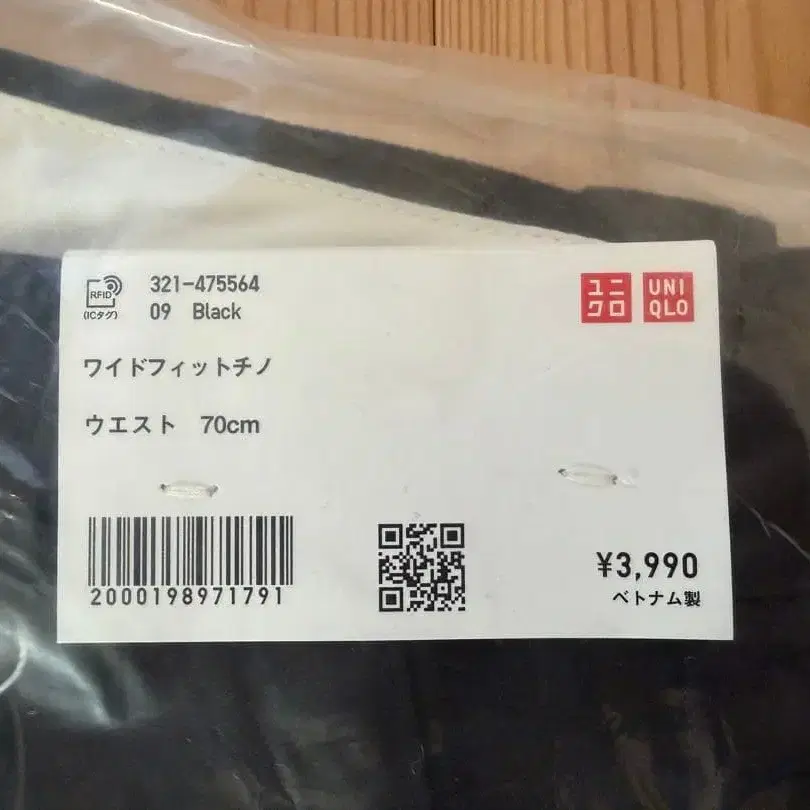 RFID
(ICタグ)
321-475564
09 Black
ユニ
クロ
UNI
QLO
ワイドフィットチノ
ウエスト 70cm
2000198971791
¥3,990
ベトナム製